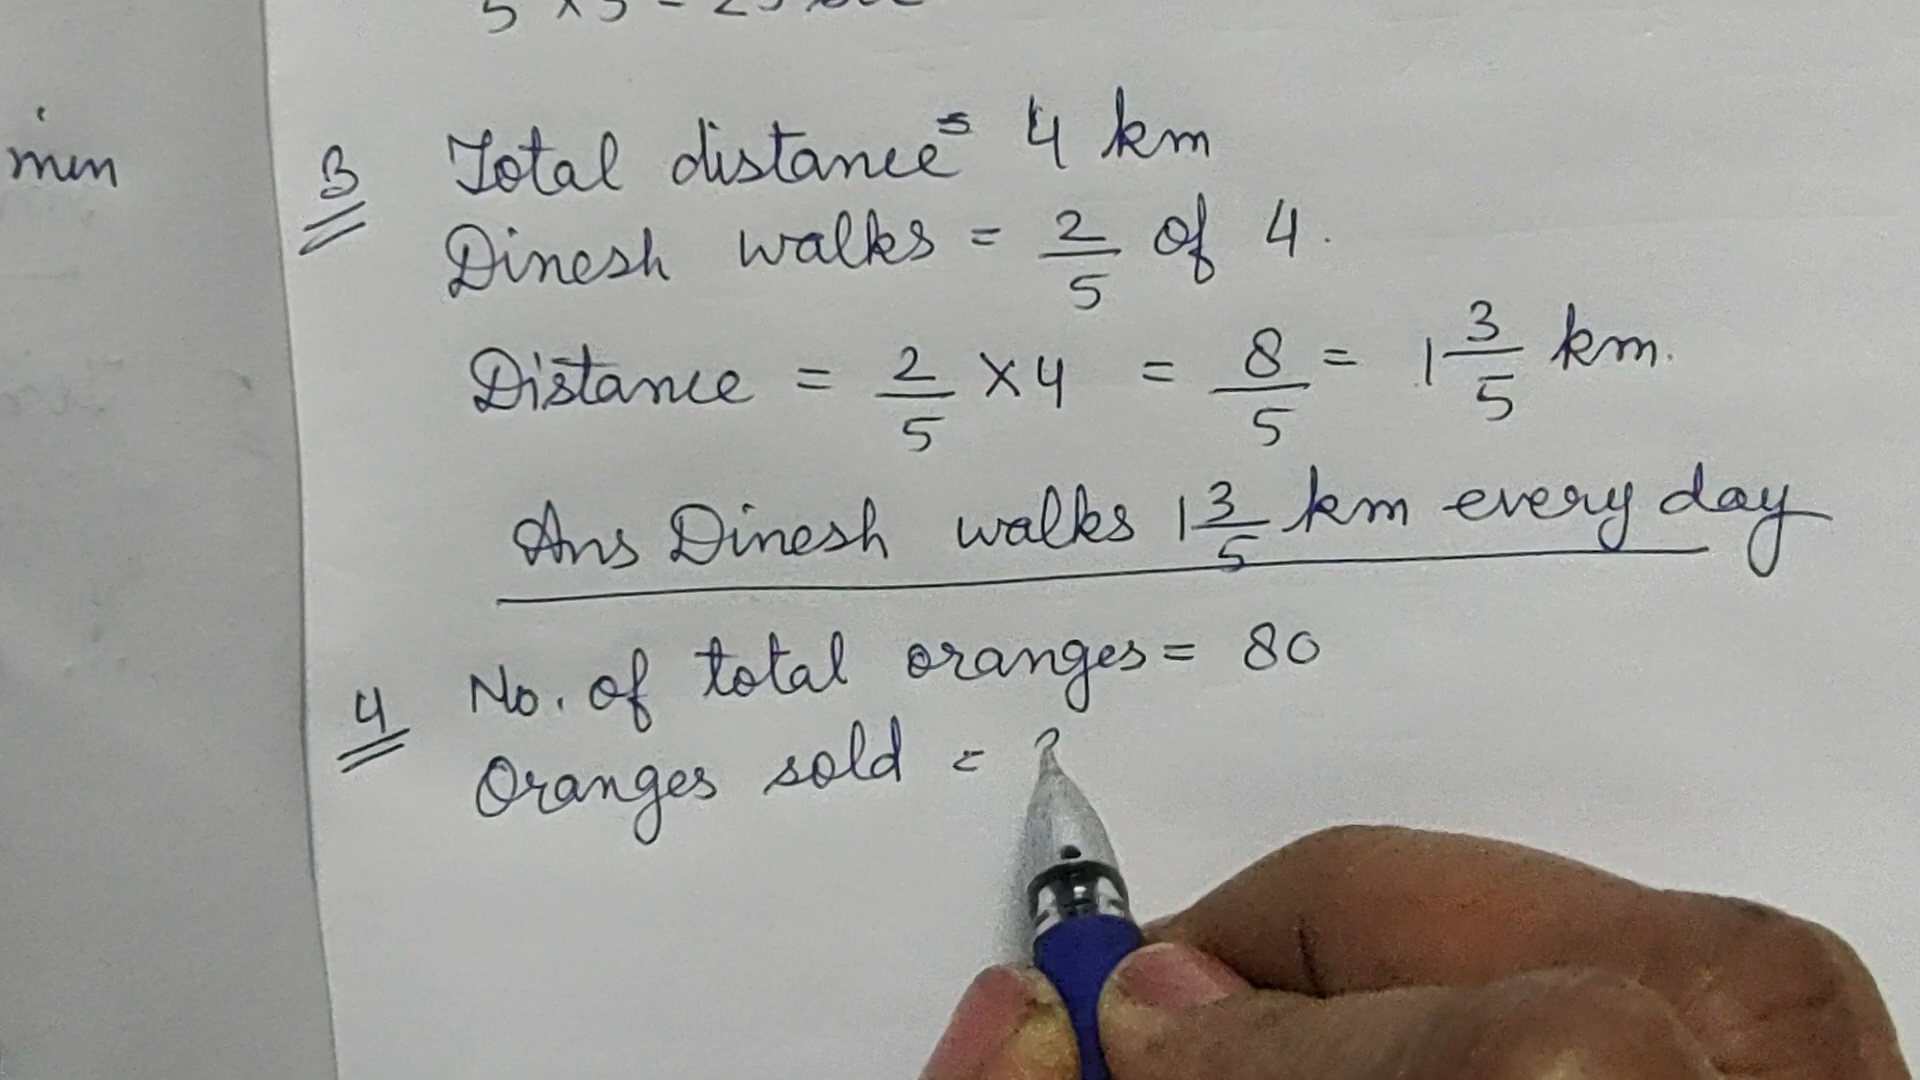 min
3 Total distance = 4 km
Dinesh walks = 2/5 of 4.
Distance = 2/5 × 4 = 8/5 = 1 3/5 km.
Ans Dinesh walks 1 3/5 km every day
4 No. of total oranges = 80
Oranges sold =